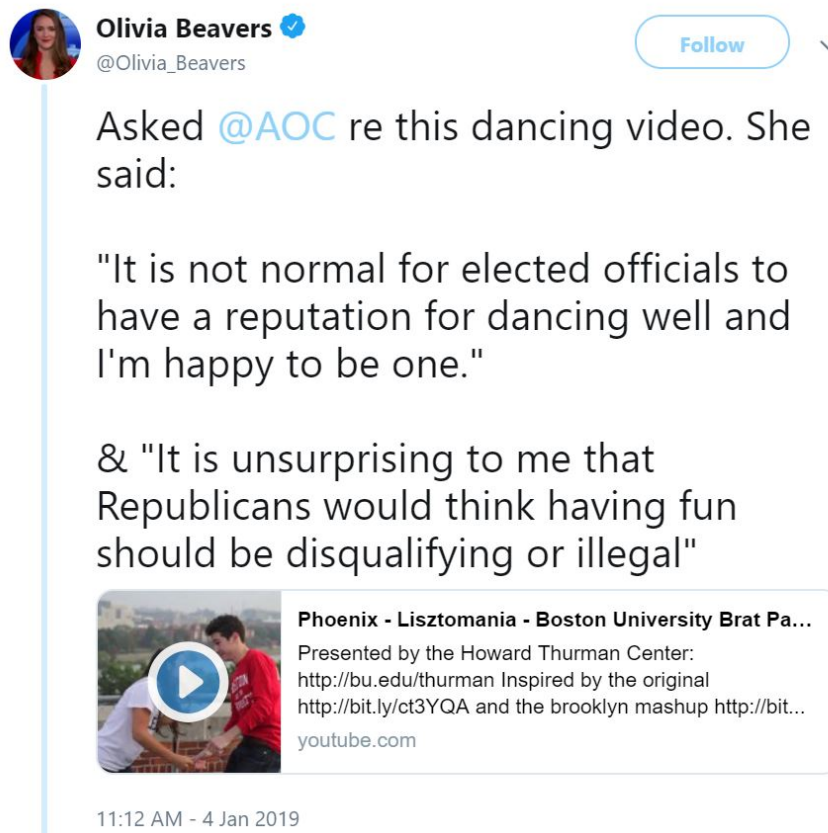 Olivia Beavers
@Olivia_Beavers
Follow
Asked @AOC re this dancing video. She
said:
"It is not normal for elected officials to
have a reputation for dancing well and
I'm happy to be one."
& "It is unsurprising to me that
Republicans would think having fun
should be disqualifying or illegal"
Phoenix - Lisztomania - Boston University Brat Pa...
Presented by the Howard Thurman Center:
http://bu.edu/thurman Inspired by the original
http://bit.ly/ct3YQA and the brooklyn mashup http://bit...
youtube.com
11:12 AM - 4 Jan 2019